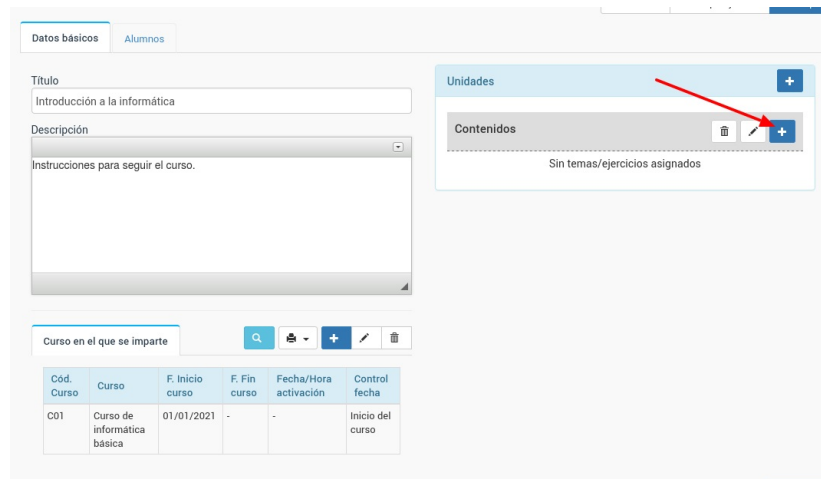 Datos básicos
Alumnos
Título
Introducción a la informática
Descripción
Instrucciones para seguir el curso.
Unidades
Contenidos
Sin temas/ejercicios asignados
Curso en el que se imparte
Cód. Curso
Curso
F. Inicio curso
F. Fin curso
Fecha/Hora activación
Control fecha
C01
Curso de informática básica
01/01/2021
-
-
Inicio del curso